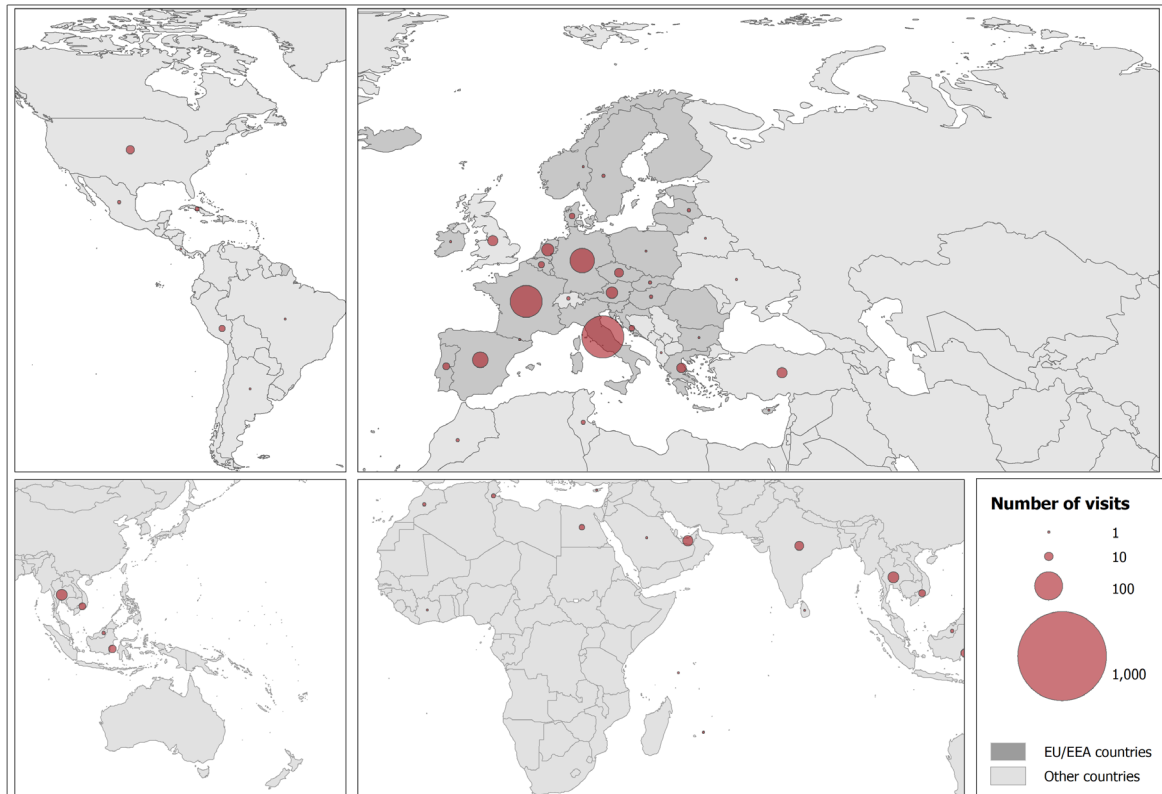 Number of visits
1
10
100
1,000
EU/EEA countries
Other countries